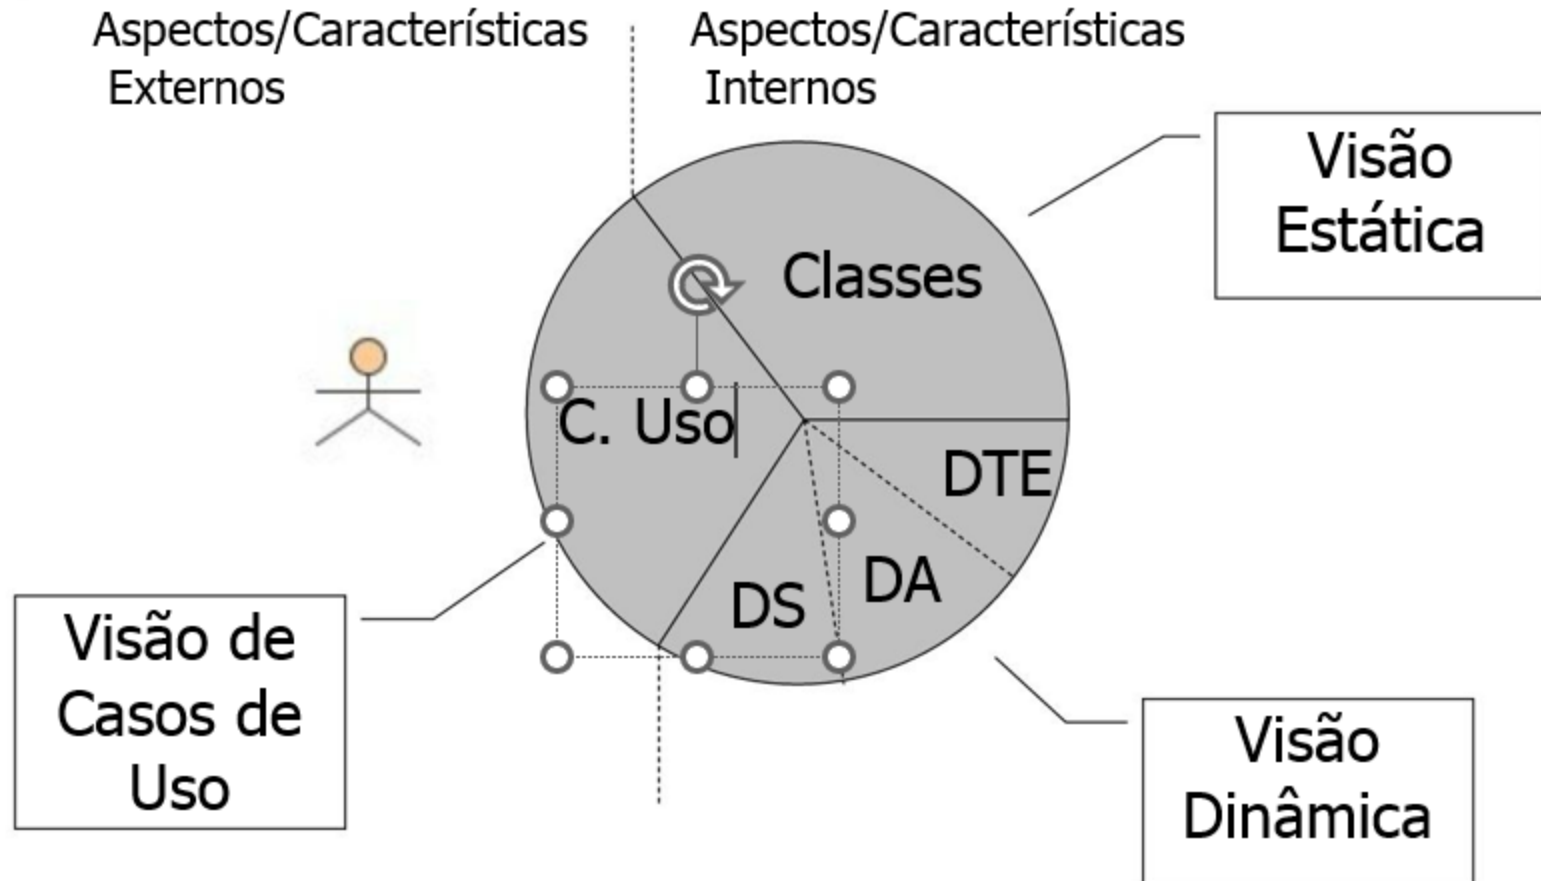 Aspectos/Características
Externos
Aspectos/Características
Internos
Visão
Estática
Classes
C. Uso
DTE
DA
DS
Visão de
Casos de
Uso
Visão
Dinâmica